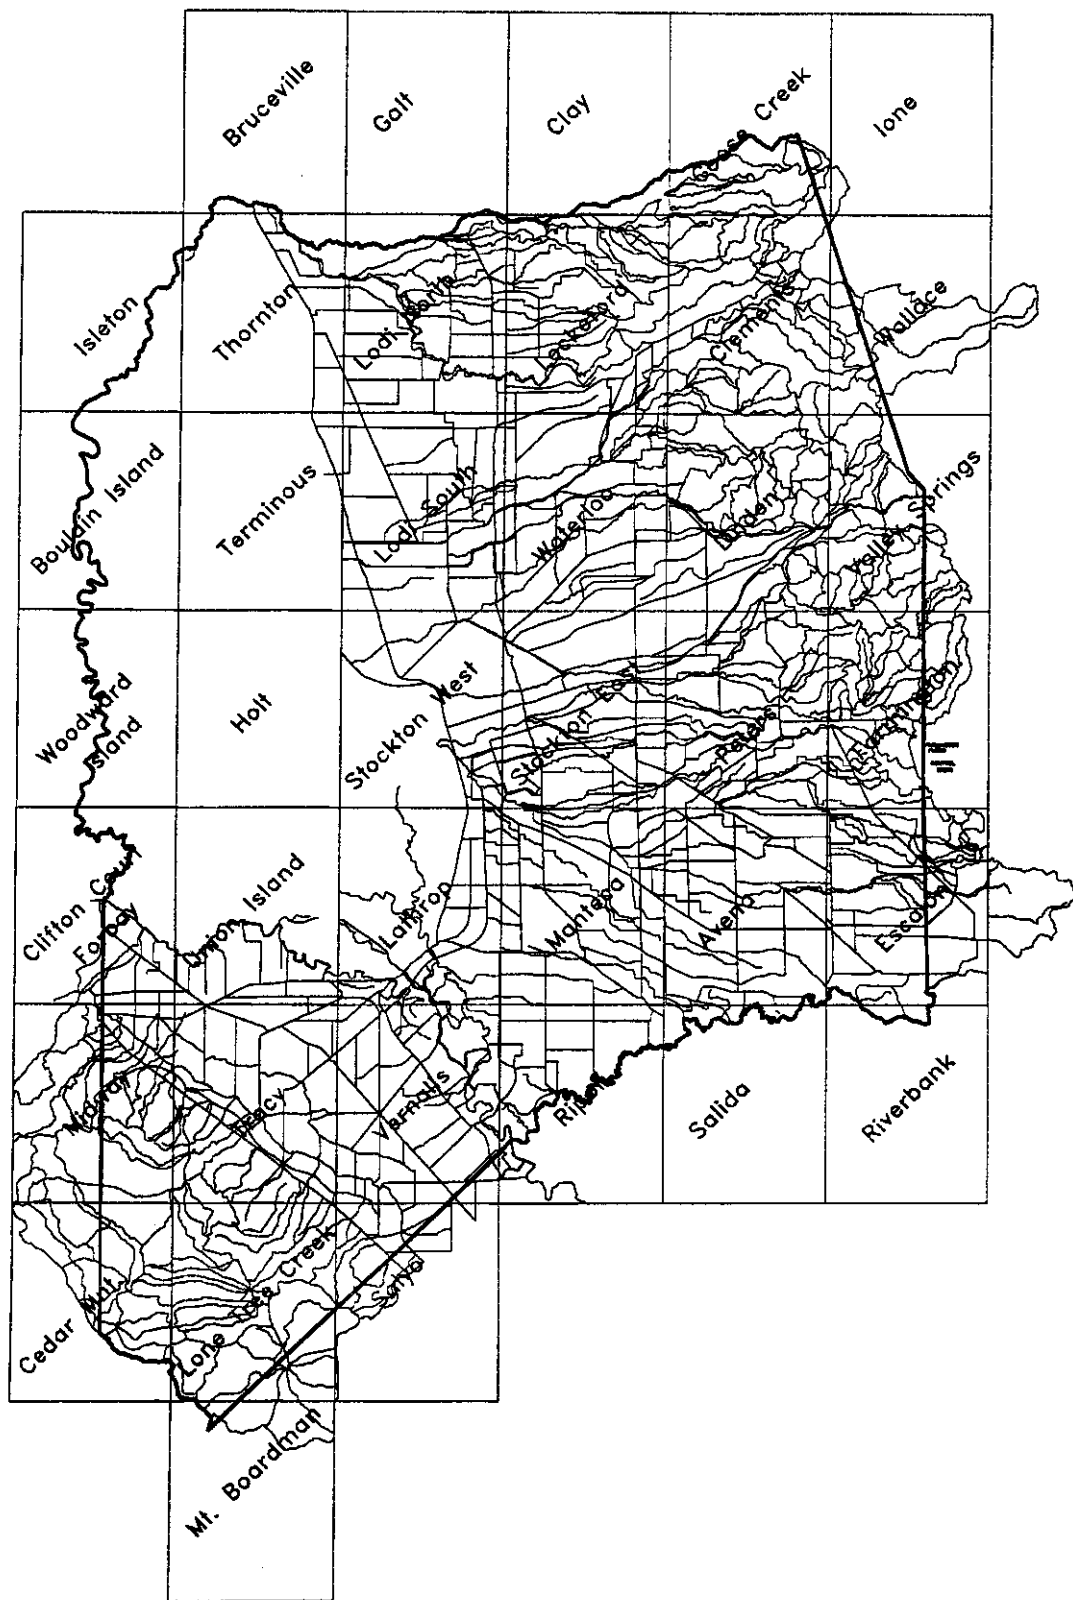 Bruceville
Galt
Clay
Goose Creek
Ione
Isleton
Thornton
Lodi North
Lockeford
Clements
Wallace
Bouldin Island
Terminous
Lodi South
Waterloo
Linden
Valley Springs
Woodward
Island
Holt
Stockton West
Stockton East
Peters
Farmington
Clifton Court
Forbay
Union Island
Lathrop
Manteca
Avena
Escalon
Midway
Tracy
Vernalis
Ripon
Salida
Riverbank
Cedar Mtn.
Lone Tree Creek
Mt. Boardman